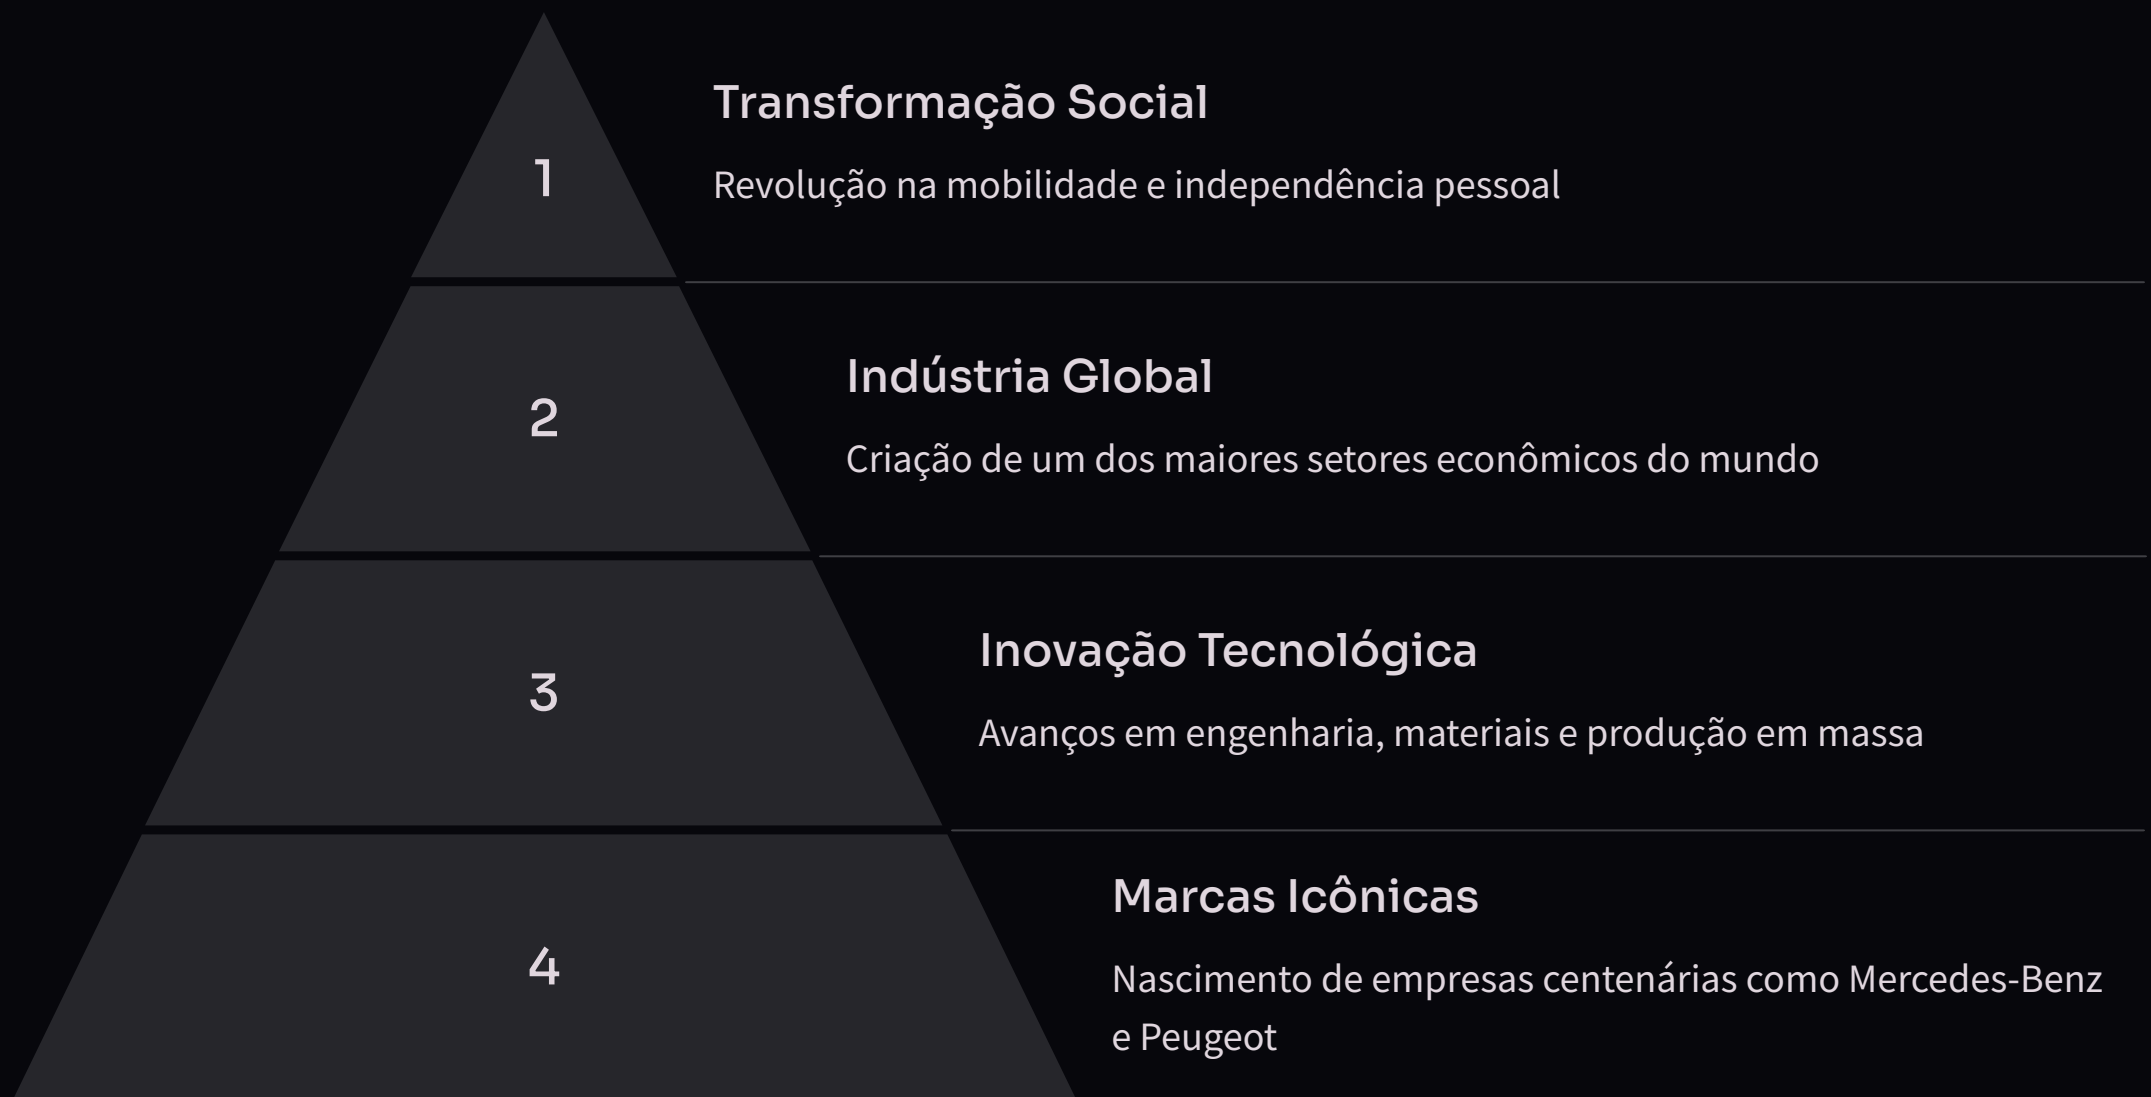 1
Transformação Social
Revolução na mobilidade e independência pessoal
2
Indústria Global
Criação de um dos maiores setores econômicos do mundo
3
Inovação Tecnológica
Avanços em engenharia, materiais e produção em massa
4
Marcas Icônicas
Nascimento de empresas centenárias como Mercedes-Benz
e Peugeot